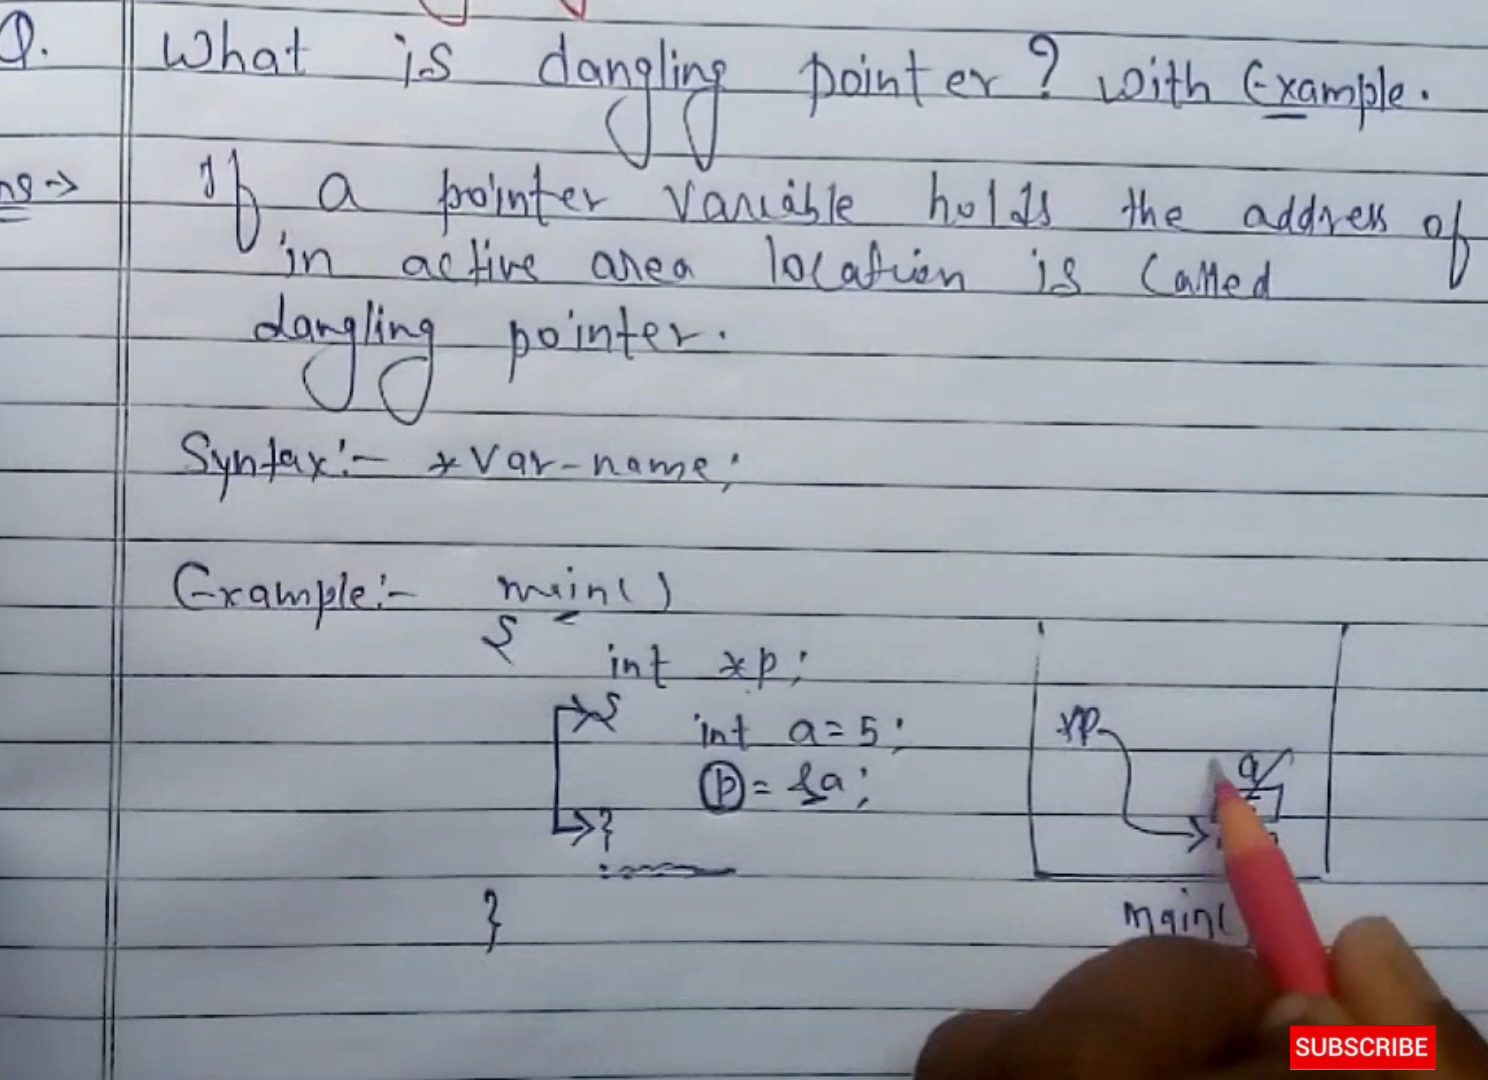 Q. What is dangling pointer? with Example.
ns → If a pointer variable holds the address of
in active area location is called
dangling pointer.
Syntax:- *var-name;
Example:- main()
{
int *p;
{
int a=5;
p = &a;
}
}
*p
a
main(
SUBSCRIBE